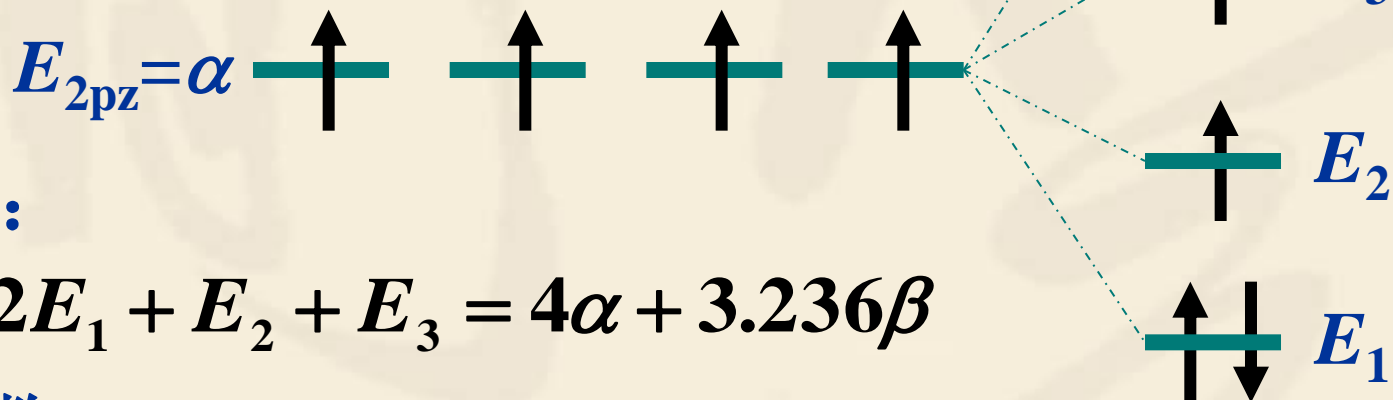 E₂pz=α
E₂
：
2E₁ + E₂ + E₃ = 4α + 3.236β
E₁